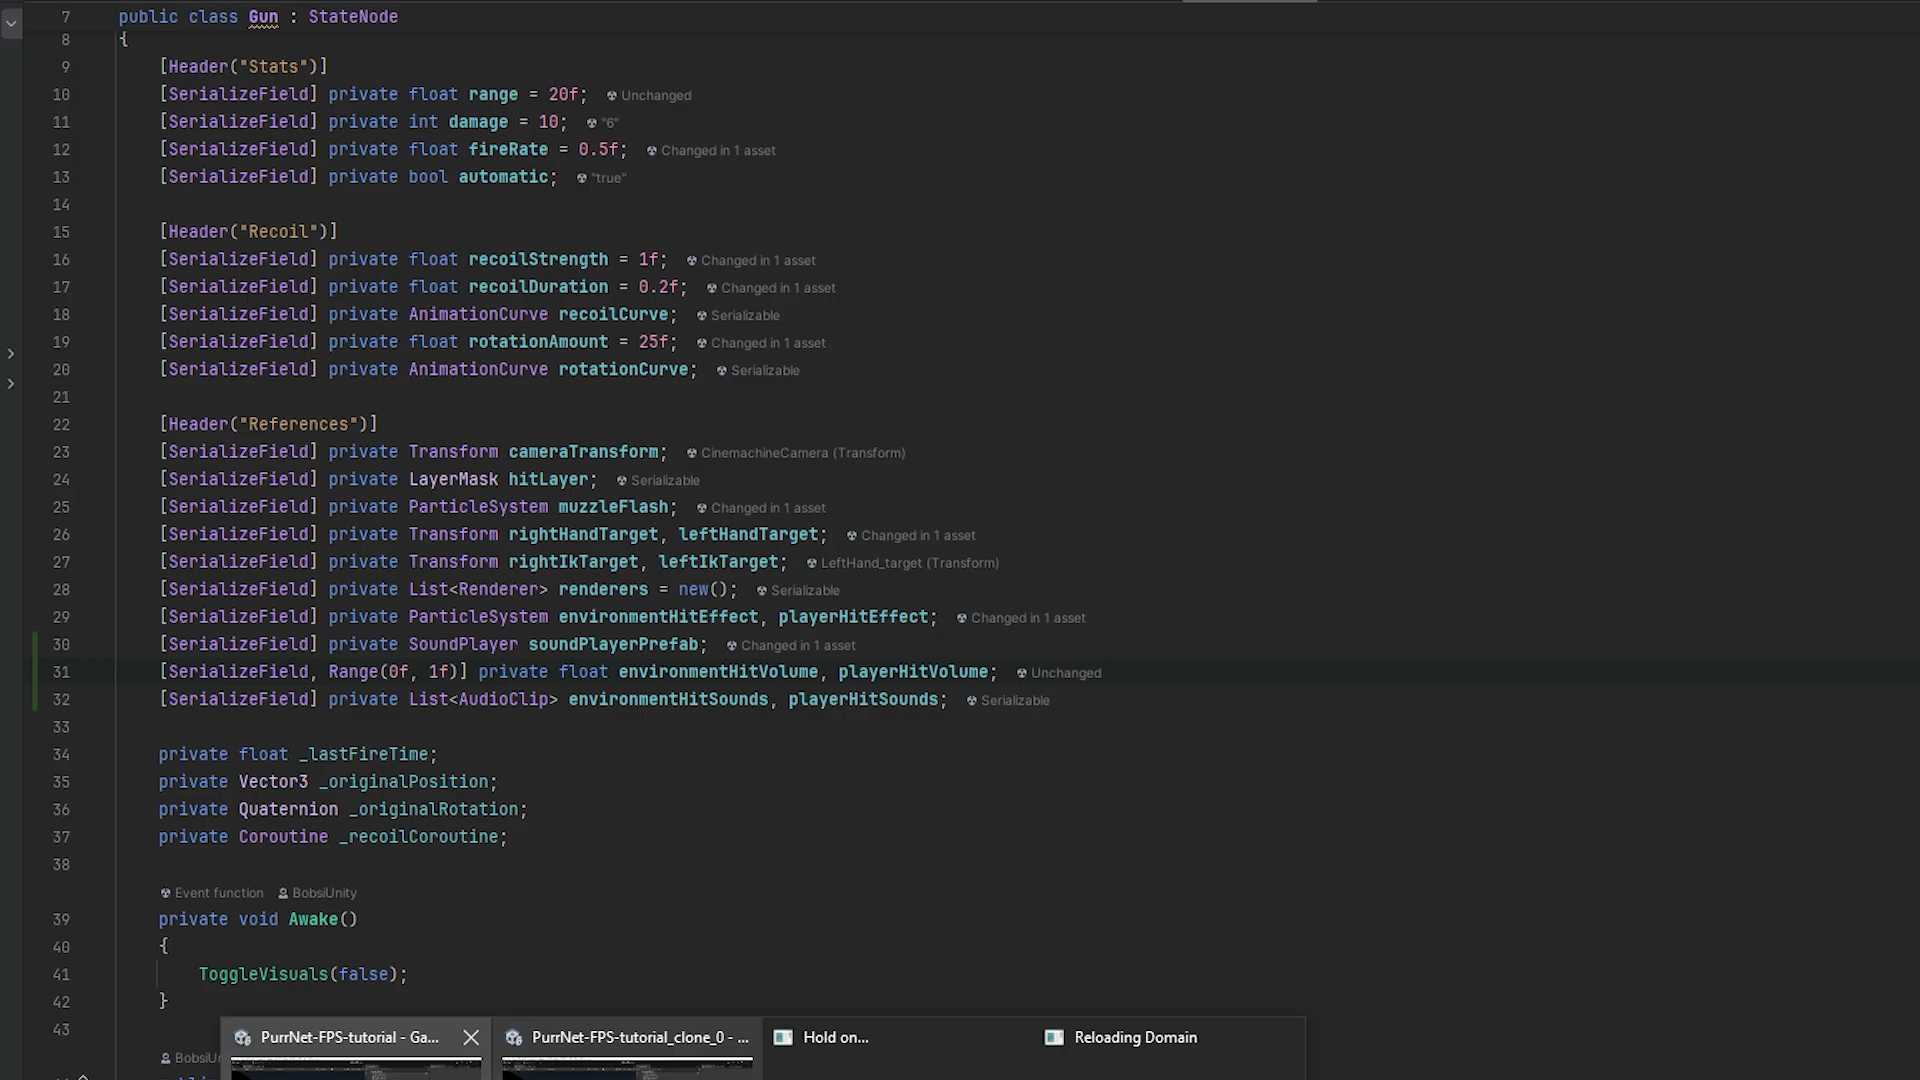 7 public class Gun : StateNode
8 {
9 [Header("Stats")]
10 [SerializeField] private float range = 20f; Unchanged
11 [SerializeField] private int damage = 10; "6"
12 [SerializeField] private float fireRate = 0.5f; Changed in 1 asset
13 [SerializeField] private bool automatic; "true"
14
15 [Header("Recoil")]
16 [SerializeField] private float recoilStrength = 1f; Changed in 1 asset
17 [SerializeField] private float recoilDuration = 0.2f; Changed in 1 asset
18 [SerializeField] private AnimationCurve recoilCurve; Serializable
19 [SerializeField] private float rotationAmount = 25f; Changed in 1 asset
20 [SerializeField] private AnimationCurve rotationCurve; Serializable
21
22 [Header("References")]
23 [SerializeField] private Transform cameraTransform; CinemachineCamera (Transform)
24 [SerializeField] private LayerMask hitLayer; Serializable
25 [SerializeField] private ParticleSystem muzzleFlash; Changed in 1 asset
26 [SerializeField] private Transform rightHandTarget, leftHandTarget; Changed in 1 asset
27 [SerializeField] private Transform rightIkTarget, leftIkTarget; LeftHand_target (Transform)
28 [SerializeField] private List<Renderer> renderers = new(); Serializable
29 [SerializeField] private ParticleSystem environmentHitEffect, playerHitEffect; Changed in 1 asset
30 [SerializeField] private SoundPlayer soundPlayerPrefab; Changed in 1 asset
31 [SerializeField, Range(0f, 1f)] private float environmentHitVolume, playerHitVolume; Unchanged
32 [SerializeField] private List<AudioClip> environmentHitSounds, playerHitSounds; Serializable
33
34 private float _lastFireTime;
35 private Vector3 _originalPosition;
36 private Quaternion _originalRotation;
37 private Coroutine _recoilCoroutine;
38
Event function BobsiUnity
39 private void Awake()
40 {
41 ToggleVisuals(false);
42 }
43
PurrNet-FPS-tutorial - Ga... PurrNet-FPS-tutorial_clone_0 - ... Hold on... Reloading Domain